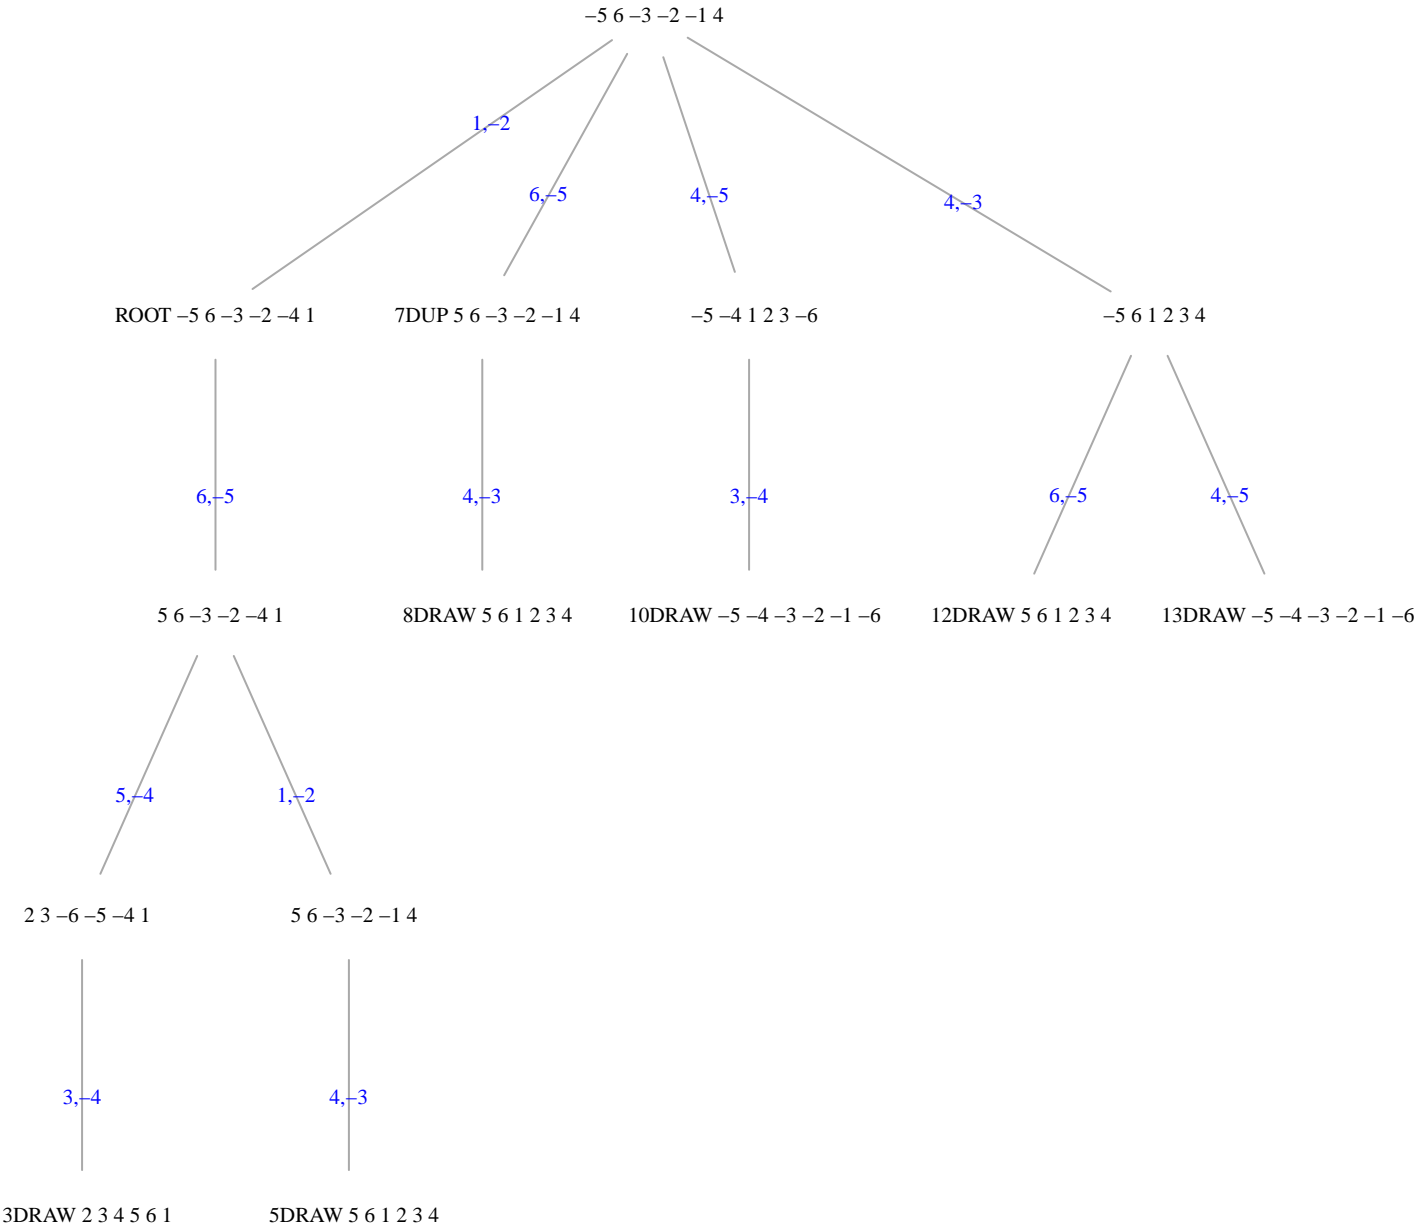 –5 6 –3 –2 –1 4
1,–2
6,–5
4,–5
4,–3
ROOT –5 6 –3 –2 –4 1
7DUP 5 6 –3 –2 –1 4
–5 –4 1 2 3 –6
–5 6 1 2 3 4
6,–5
4,–3
3,–4
6,–5
4,–5
5 6 –3 –2 –4 1
8DRAW 5 6 1 2 3 4
10DRAW –5 –4 –3 –2 –1 –6
12DRAW 5 6 1 2 3 4
13DRAW –5 –4 –3 –2 –1 –6
5,–4
1,–2
2 3 –6 –5 –4 1
5 6 –3 –2 –1 4
3,–4
4,–3
3DRAW 2 3 4 5 6 1
5DRAW 5 6 1 2 3 4